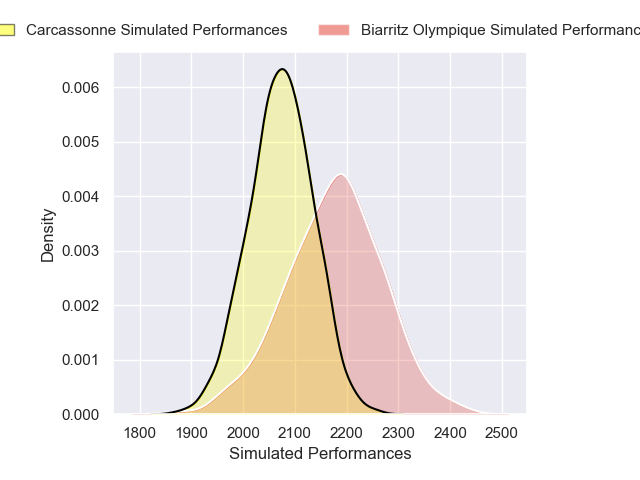 Carcassonne Simulated Performances Biarritz Olympique Simulated
0.006
0.005
0.004
0.003
0.002
0.001
0.000
Density
1800 1900 2000 2100 2200 2300 2400 2500
Simulated Performances